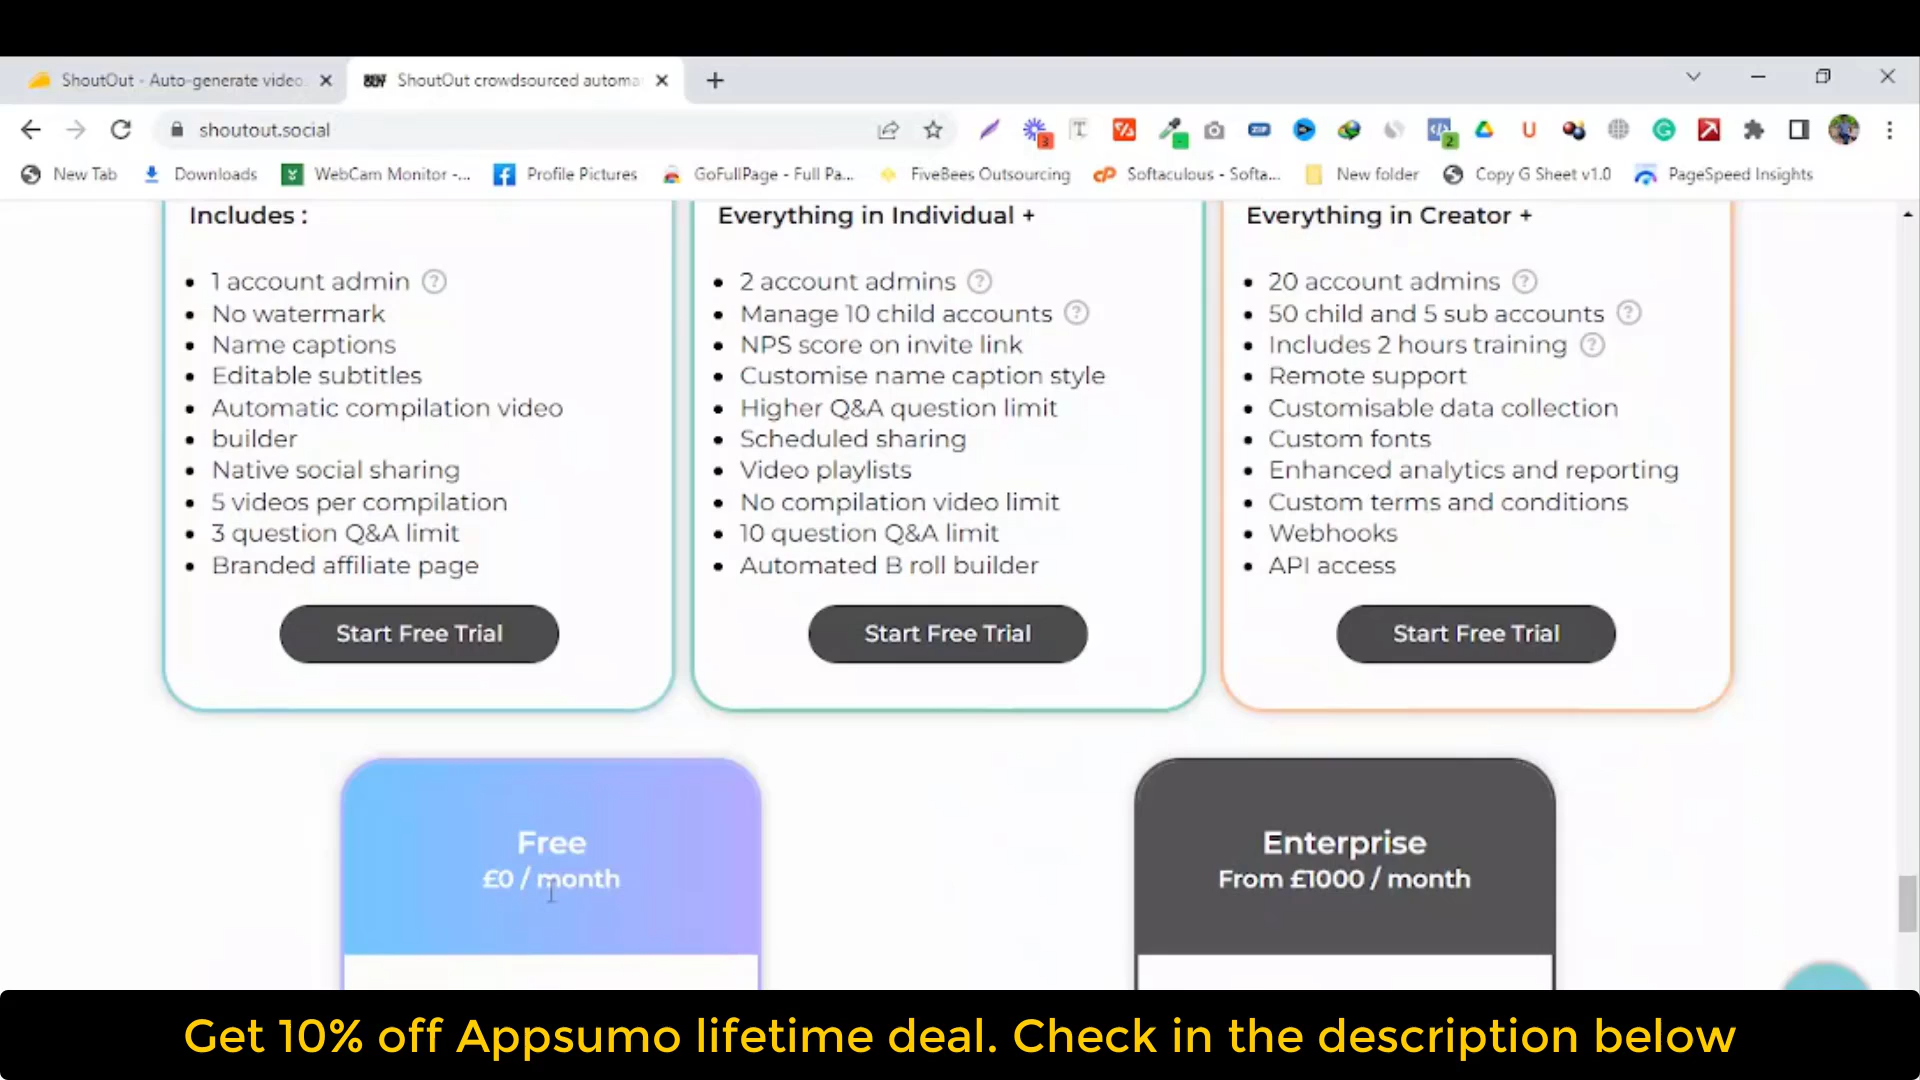 ShoutOut - Auto-generate video
ShoutOut crowdsourced automa
shoutout.social
New Tab
Downloads
WebCam Monitor -...
Profile Pictures
GoFullPage - Full Pa...
FiveBees Outsourcing
Softaculous - Softa...
New folder
Copy G Sheet v1.0
PageSpeed Insights
Includes :
1 account admin ?
No watermark
Name captions
Editable subtitles
Automatic compilation video
builder
Native social sharing
5 videos per compilation
3 question Q&A limit
Branded affiliate page
Start Free Trial
Everything in Individual +
2 account admins ?
Manage 10 child accounts ?
NPS score on invite link
Customise name caption style
Higher Q&A question limit
Scheduled sharing
Video playlists
No compilation video limit
10 question Q&A limit
Automated B roll builder
Start Free Trial
Everything in Creator +
20 account admins ?
50 child and 5 sub accounts ?
Includes 2 hours training ?
Remote support
Customisable data collection
Custom fonts
Enhanced analytics and reporting
Custom terms and conditions
Webhooks
API access
Start Free Trial
Free
£0 / month
Enterprise
From £1000 / month
Get 10% off Appsumo lifetime deal. Check in the description below